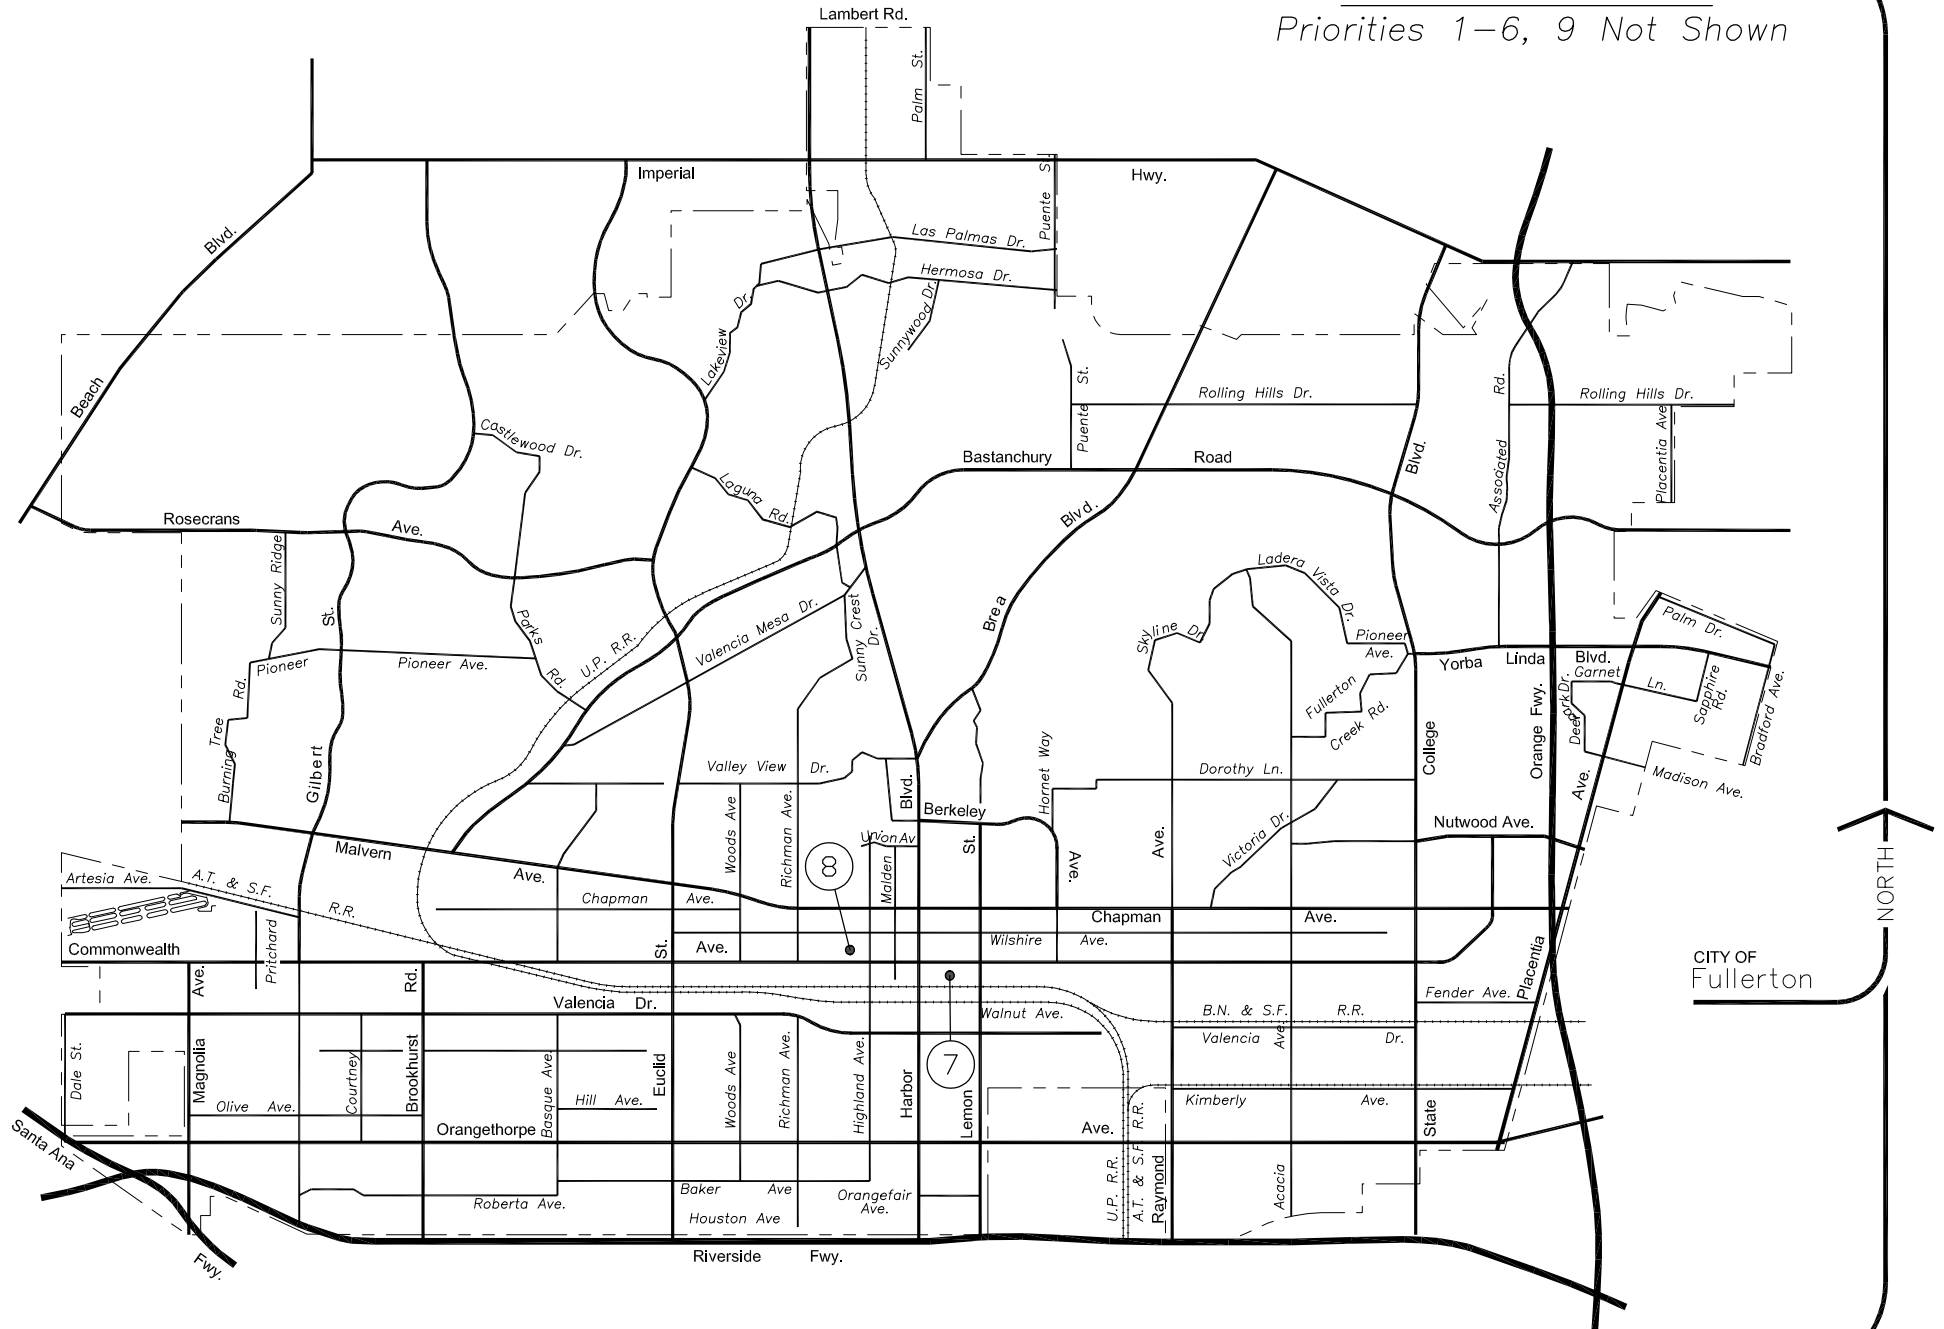 Lambert Rd.
Priorities 1-6, 9 Not Shown
Palm St.
Imperial Hwy.
Puente St.
Blvd.
Beach
Las Palmas Dr.
Hermosa Dr.
Lakeview Dr.
Sunnywood Dr.
Puente St.
Rolling Hills Dr.
Rolling Hills Dr.
Associated Rd.
Placentia Ave
Blvd.
Castlewood Dr.
Laguna Rd.
Bastanchury Road
Blvd.
Brea
Rosecrans Ave.
Sunny Ridge
St.
Gilbert
Parks Rd.
U.P. R.R.
Valencia Mesa Dr.
Sunny Crest Dr.
Ladera Vista Dr.
Skyline Dr
Pioneer Ave.
Pioneer
Pioneer Ave.
Burning Tree Rd.
Fullerton Creek Rd.
Yorba Linda Blvd.
Palm Dr.
Garnet Ln.
Sapphire Rd.
Bradford Ave.
Deer Park Dr.
Madison Ave.
Orange Fwy.
College
Valley View Dr.
Dorothy Ln.
Hornet Way
Blvd.
Berkeley
Ave.
Union Av
Woods Ave
Richman Ave.
Malden
St.
Ave.
Victoria Dr.
Nutwood Ave.
Ave.
Placentia
Malvern Ave.
8
Artesia Ave.
A.T. & S.F. R.R.
Chapman Ave.
Chapman Ave.
Commonwealth Ave.
Pritchard
St.
Wilshire Ave.
CITY OF
Fullerton
NORTH
Ave.
Magnolia
Rd.
Brookhurst
Valencia Dr.
Walnut Ave.
Fender Ave.
B.N. & S.F. R.R.
Valencia Dr.
Ave.
7
Dale St.
Courtney
Olive Ave.
Basque Ave.
Hill Ave.
Euclid
Woods Ave
Richman Ave.
Highland Ave.
Harbor
Lemon
Kimberly Ave.
State
Orangethorpe Ave.
Santa Ana
Fwy.
Roberta Ave.
Baker Ave
Houston Ave
Orangefair
Ave.
U.P. R.R.
A.T. & S.F. R.R.
Raymond
Acacia
Riverside Fwy.